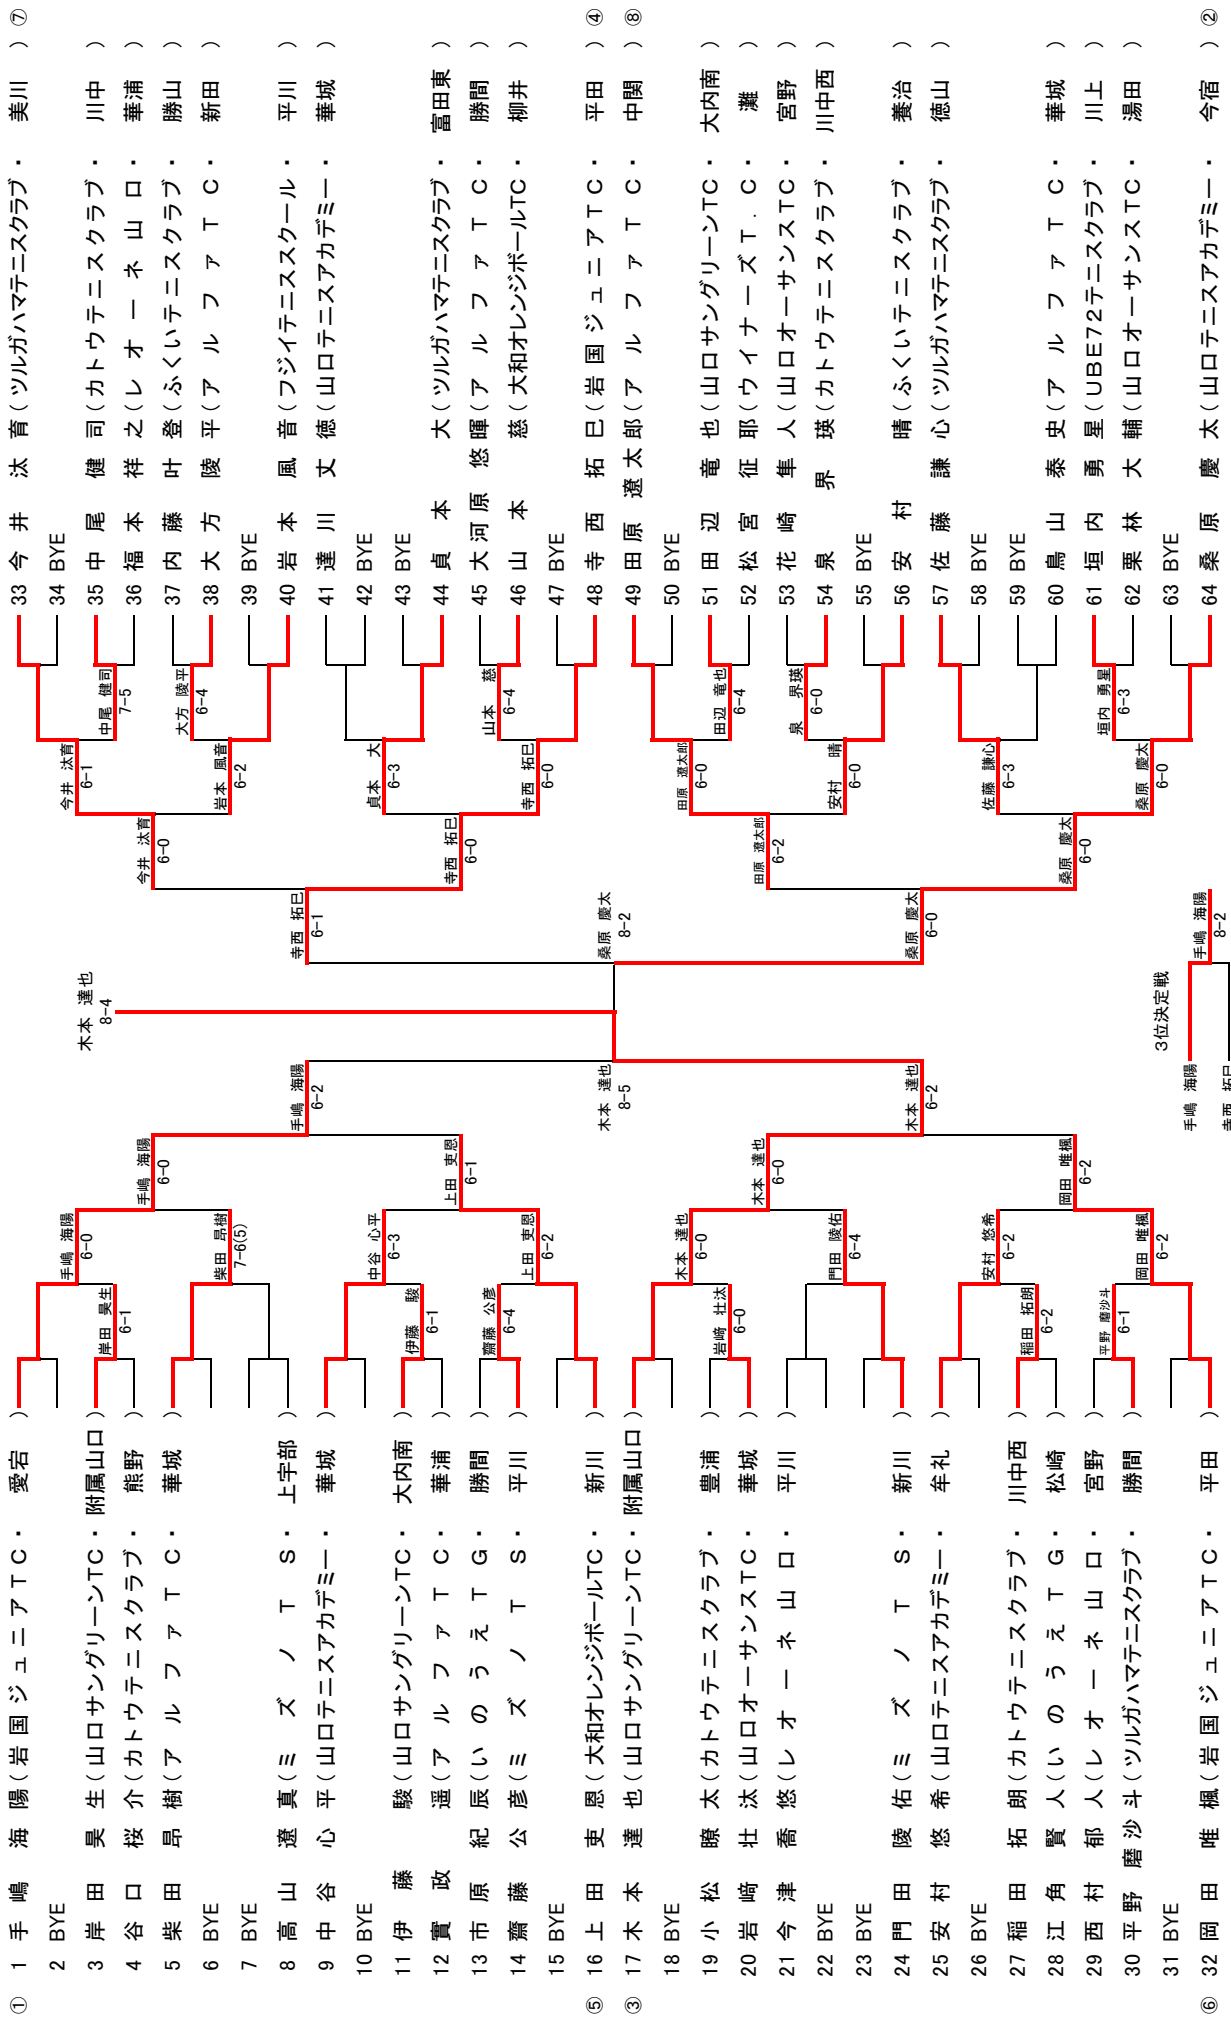 ① 1 手嶋 海陽 (岩国ジュニアTC・ 愛宕 )
2 BYE
3 岸田 昊生 (山口サングリーンTC・ 附属山口 )
4 谷口 桜介 (カトウテニスクラブ・ 熊野 )
5 柴田 昂樹 (アルファTC・ 華城 )
6 BYE
7 BYE
8 高山 遼真 (ミズノTS・ 上宇部 )
9 中谷 心平 (山口テニスアカデミー・ 華城 )
10 BYE
11 伊藤 駿 (山口サングリーンTC・ 大内南 )
12 實政 遥 (アルファTC・ 華浦 )
13 市原 紀辰 (いのうえTG・ 勝間 )
14 齋藤 公彦 (ミズノTS・ 平川 )
15 BYE
⑤ 16 上田 吏恩 (大和オレンジボールTC・ 新川 )
③ 17 木本 達也 (山口サングリーンTC・ 附属山口 )
18 BYE
19 小松 瞭太 (カトウテニスクラブ・ 豊浦 )
20 岩﨑 壮汰 (山口オーサンスTC・ 華城 )
21 今津 喬悠 (レオーネ山口・ 平川 )
22 BYE
23 BYE
24 門田 陵佑 (ミズノTS・ 新川 )
25 安村 悠希 (山口テニスアカデミー・ 牟礼 )
26 BYE
27 稲田 拓朗 (カトウテニスクラブ・ 川中西 )
28 江角 賢人 (いのうえTG・ 松崎 )
29 西村 郁人 (レオーネ山口・ 宮野 )
30 平野 磨沙斗 (ツルガハマテニスクラブ・ 勝間 )
31 BYE
⑥ 32 岡田 唯楓 (岩国ジュニアTC・ 平田 )
岸田 昊生
6-1
伊藤 駿
6-1
齋藤 公彦
6-4
岩﨑 壮汰
6-0
稲田 拓朗
6-2
平野 磨沙斗
6-1
手嶋 海陽
6-0
柴田 昂樹
7-6(5)
中谷 心平
6-3
上田 吏恩
6-2
木本 達也
6-0
門田 陵佑
6-4
安村 悠希
6-2
岡田 唯楓
6-2
手嶋 海陽
6-0
上田 吏恩
6-1
木本 達也
6-0
岡田 唯楓
6-2
手嶋 海陽
6-2
木本 達也
6-2
木本 達也
8-5
木本 達也
8-4
桑原 慶太
8-2
寺西 拓巳
6-1
桑原 慶太
6-0
今井 汰育
6-0
寺西 拓巳
6-0
田原 遼太郎
6-2
桑原 慶太
6-0
今井 汰育
6-1
岩本 風音
6-2
貞本 大
6-3
寺西 拓巳
6-0
田原 遼太郎
6-0
安村 晴
6-0
佐藤 謙心
6-3
桑原 慶太
6-0
中尾 健司
7-5
大方 陵平
6-4
山本 慈
6-4
田辺 竜也
6-4
泉 界瑛
6-0
垣内 勇星
6-3
33 今井 汰育 (ツルガハマテニスクラブ・ 美川 ) ⑦
34 BYE
35 中尾 健司 (カトウテニスクラブ・ 川中 )
36 福本 祥之 (レオーネ山口・ 華浦 )
37 内藤 叶登 (ふくいテニスクラブ・ 勝山 )
38 大方 陵平 (アルファTC・ 新田 )
39 BYE
40 岩本 風音 (フジイテニススクール・ 平川 )
41 達川 丈徳 (山口テニスアカデミー・ 華城 )
42 BYE
43 BYE
44 貞本 大 (ツルガハマテニスクラブ・ 富田東 )
45 大河原 悠暉 (アルファTC・ 勝間 )
46 山本 慈 (大和オレンジボールTC・ 柳井 )
47 BYE
48 寺西 拓巳 (岩国ジュニアTC・ 平田 ) ④
49 田原 遼太郎 (アルファTC・ 中関 ) ⑧
50 BYE
51 田辺 竜也 (山口サングリーンTC・ 大内南 )
52 松宮 征耶 (ウイナーズT.C・ 灘 )
53 花崎 隼人 (山口オーサンスTC・ 宮野 )
54 泉 界瑛 (カトウテニスクラブ・ 川中西 )
55 BYE
56 安村 晴 (ふくいテニスクラブ・ 養治 )
57 佐藤 謙心 (ツルガハマテニスクラブ・ 徳山 )
58 BYE
59 BYE
60 鳥山 泰史 (アルファTC・ 華城 )
61 垣内 勇星 (UBE72テニスクラブ・ 川上 )
62 栗林 大輔 (山口オーサンスTC・ 湯田 )
63 BYE
64 桑原 慶太 (山口テニスアカデミー・ 今宿 ) ②
3位決定戦
手嶋 海陽
寺西 拓巳
手嶋 海陽
8-2